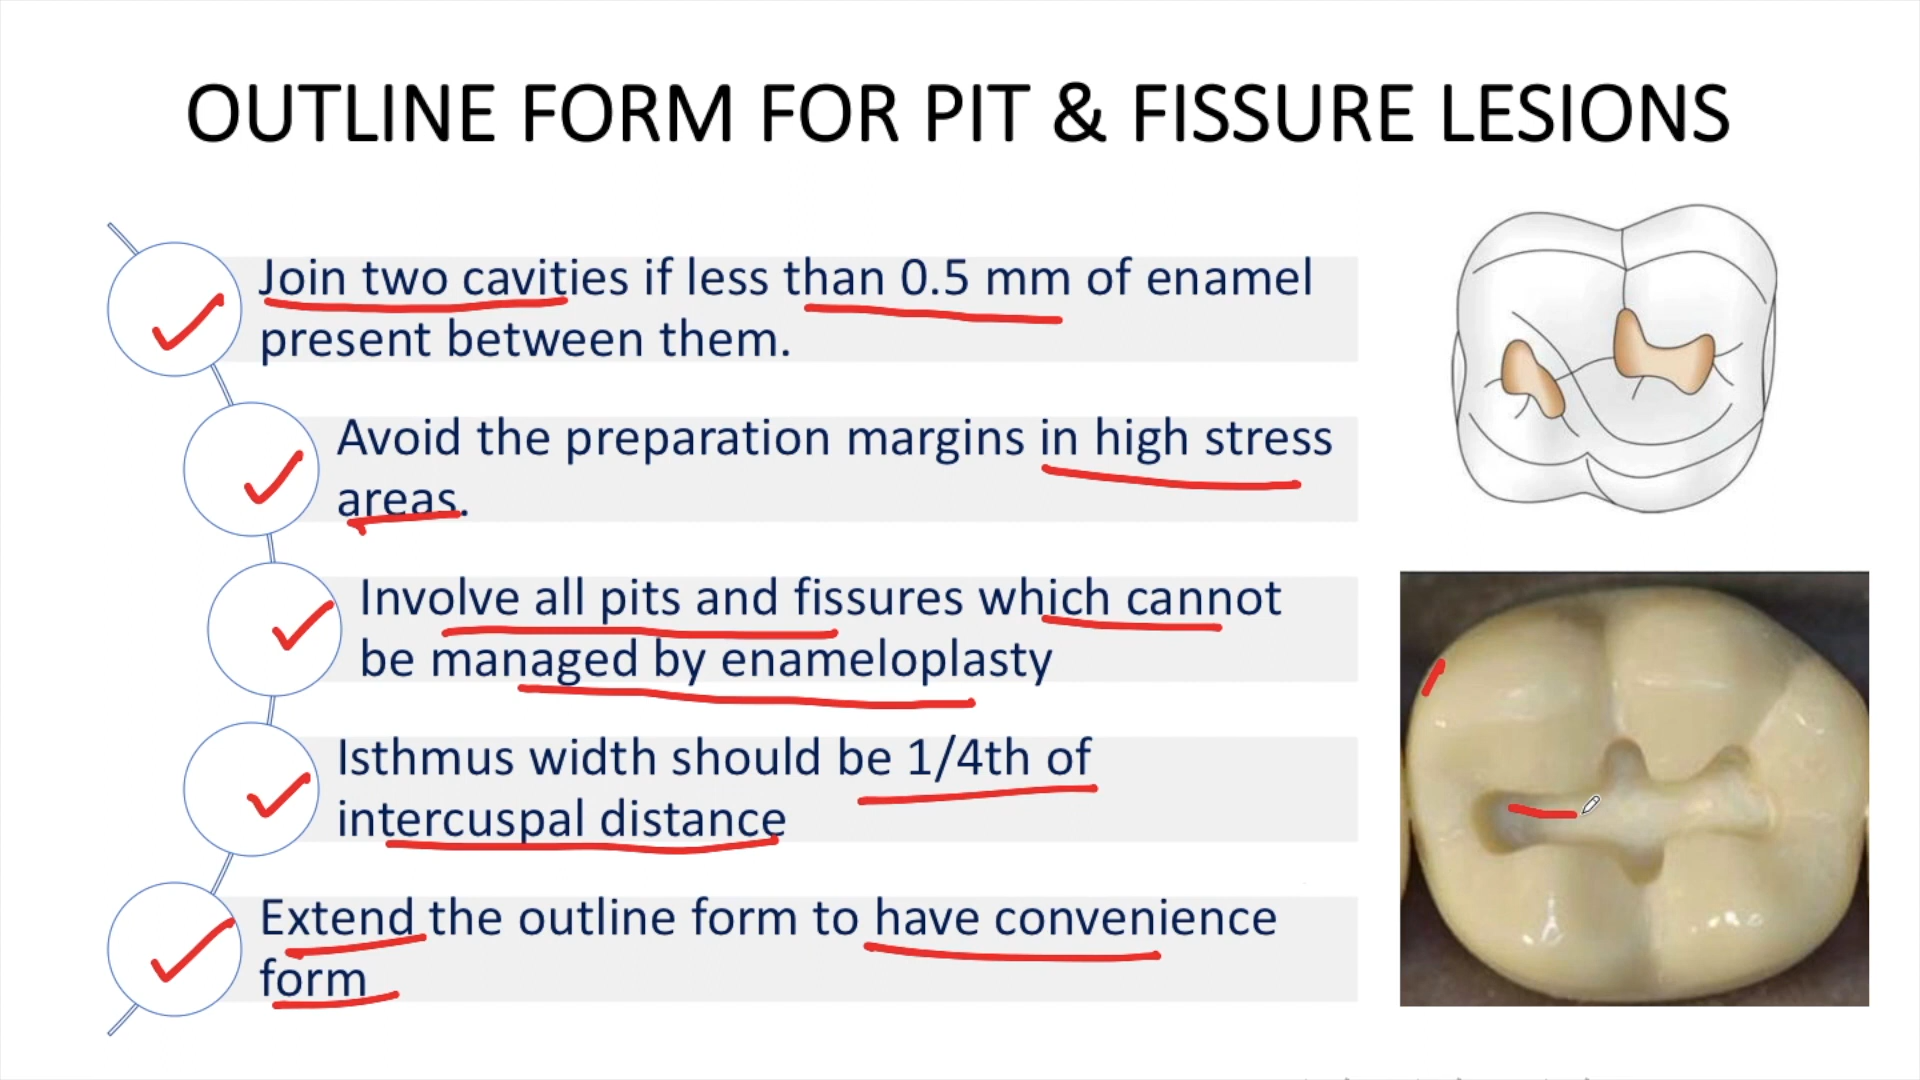 OUTLINE FORM FOR PIT & FISSURE LESIONS
Join two cavities if less than 0.5 mm of enamel
present between them.
Avoid the preparation margins in high stress
areas.
Involve all pits and fissures which cannot
be managed by enameloplasty
Isthmus width should be 1/4th of
intercuspal distance
Extend the outline form to have convenience
form